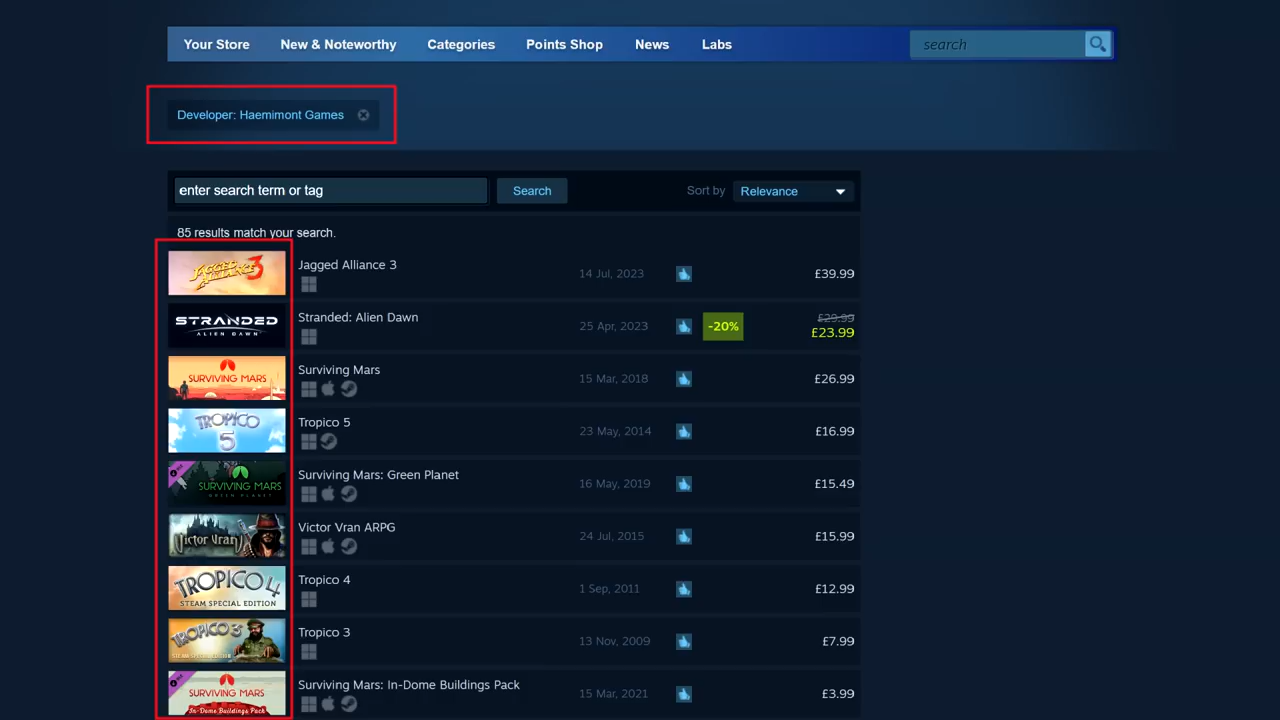 Your Store New & Noteworthy Categories Points Shop News Labs search
Developer: Haemimont Games
enter search term or tag Search Sort by Relevance
85 results match your search.
JAGGED ALLIANCE 3 Jagged Alliance 3 14 Jul, 2023 £39.99
STRANDED ALIEN DAWN Stranded: Alien Dawn 25 Apr, 2023 -20% £29.99 £23.99
SURVIVING MARS Surviving Mars 15 Mar, 2018 £26.99
TROPICO 5 Tropico 5 23 May, 2014 £16.99
SURVIVING MARS GREEN PLANET Surviving Mars: Green Planet 16 May, 2019 £15.49
VICTOR VRAN Victor Vran ARPG 24 Jul, 2015 £15.99
TROPICO 4 STEAM SPECIAL EDITION Tropico 4 1 Sep, 2011 £12.99
TROPICO 3 STEAM SPECIAL EDITION Tropico 3 13 Nov, 2009 £7.99
SURVIVING MARS In-Dome Buildings Pack Surviving Mars: In-Dome Buildings Pack 15 Mar, 2021 £3.99